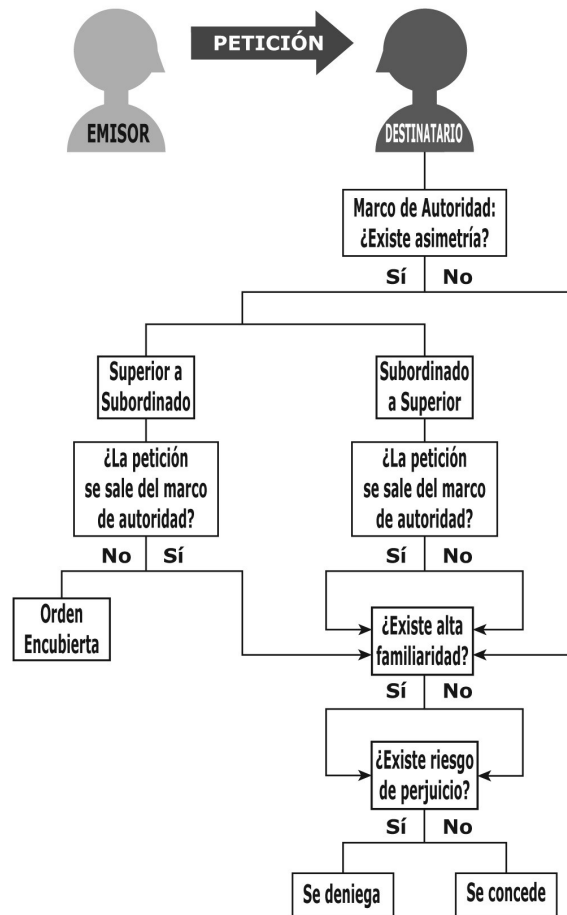 PETICIÓN
EMISOR
DESTINATARIO
Marco de Autoridad:
¿Existe asimetría?
Sí No
Superior a
Subordinado
Subordinado
a Superior
¿La petición
se sale del marco
de autoridad?
¿La petición
se sale del marco
de autoridad?
No Sí
Sí No
Orden
Encubierta
¿Existe alta
familiaridad?
Sí No
¿Existe riesgo
de perjuicio?
Sí No
Se deniega
Se concede